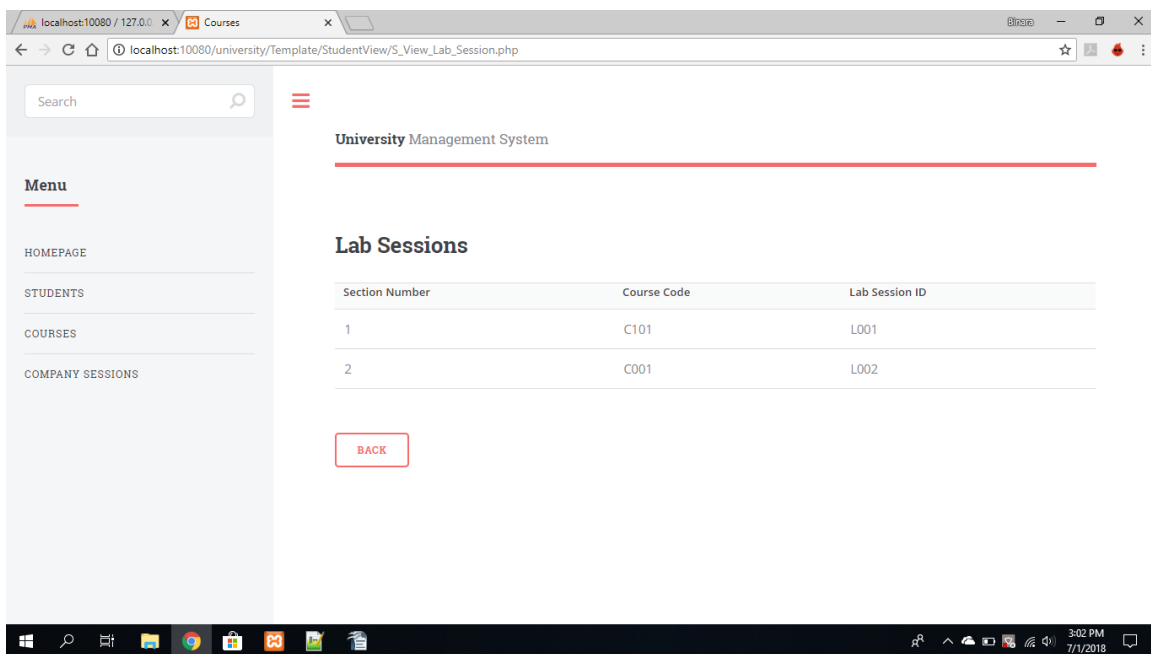 localhost:10080 / 127.0.0
Courses
Binara
localhost:10080/university/Template/StudentView/S_View_Lab_Session.php
Search
University Management System
Menu
HOMEPAGE
STUDENTS
COURSES
COMPANY SESSIONS
Lab Sessions
Section Number Course Code Lab Session ID
1 C101 L001
2 C001 L002
BACK
3:02 PM
7/1/2018